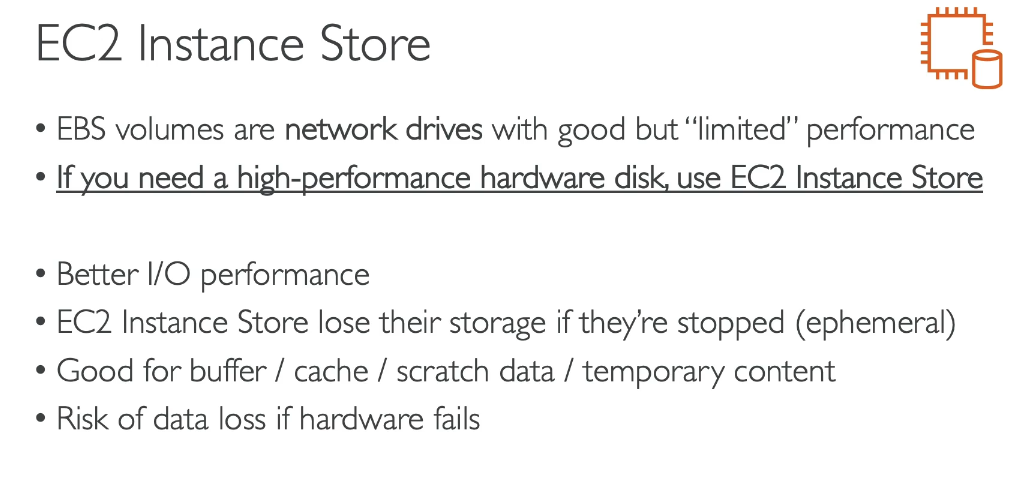 EC2 Instance Store
• EBS volumes are network drives with good but “limited” performance
• If you need a high-performance hardware disk, use EC2 Instance Store
• Better I/O performance
• EC2 Instance Store lose their storage if they’re stopped (ephemeral)
• Good for buffer / cache / scratch data / temporary content
• Risk of data loss if hardware fails